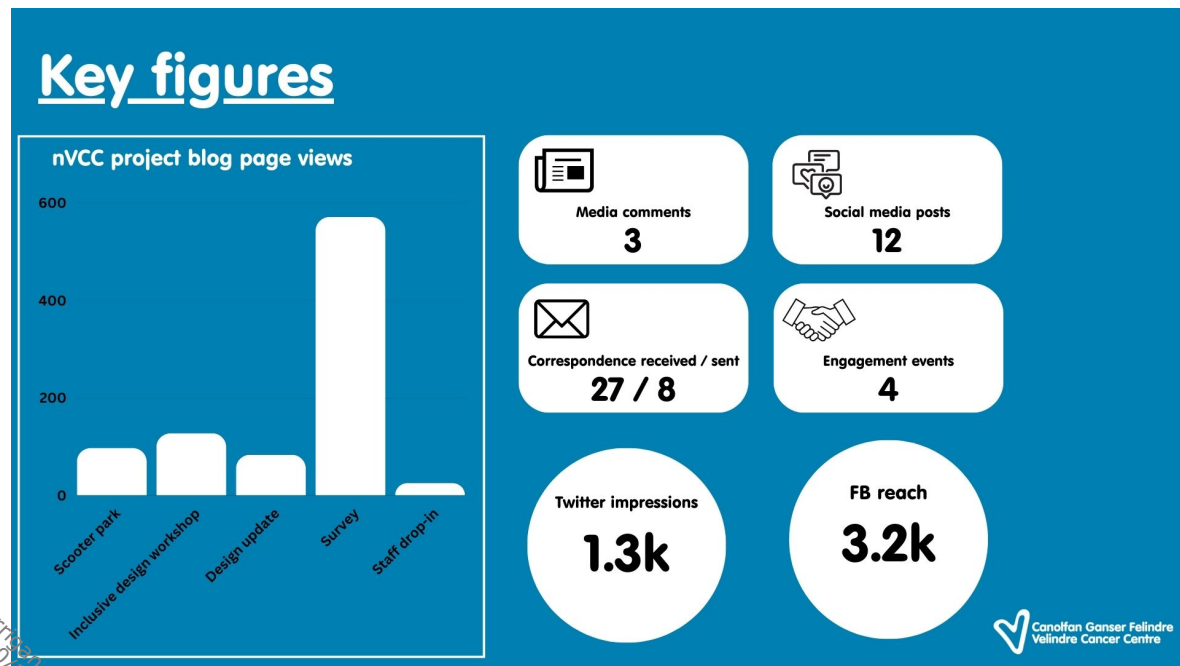 Key figures
nVCC project blog page views
600
400
200
0
Scooter park
Inclusive design workshop
Design update
Survey
Staff drop-in
Media comments
3
Social media posts
12
Correspondence received / sent
27 / 8
Engagement events
4
Twitter impressions
1.3k
FB reach
3.2k
Canolfan Ganser Felindre
Velindre Cancer Centre